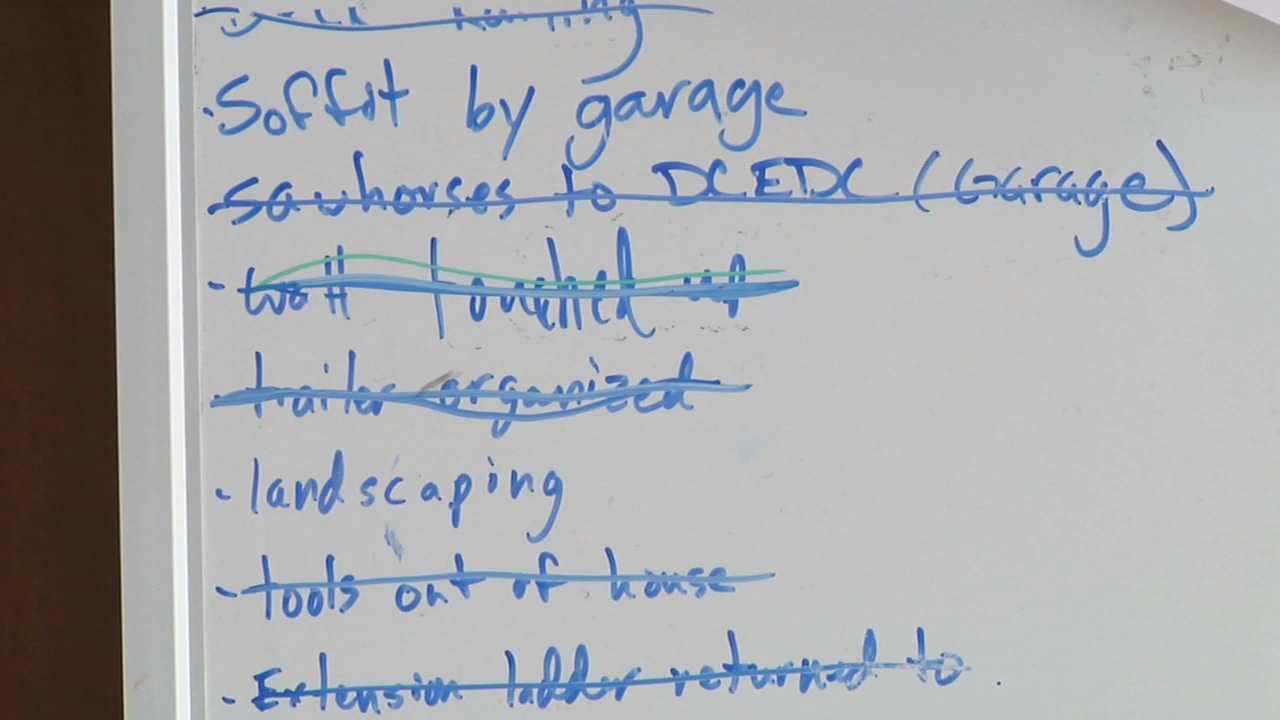 · Soffit by garage
· sawhorses to DCEDC (Garage)
· wall touched up
· trailer organized
· landscaping
· tools out of house
· Extension ladder returned to